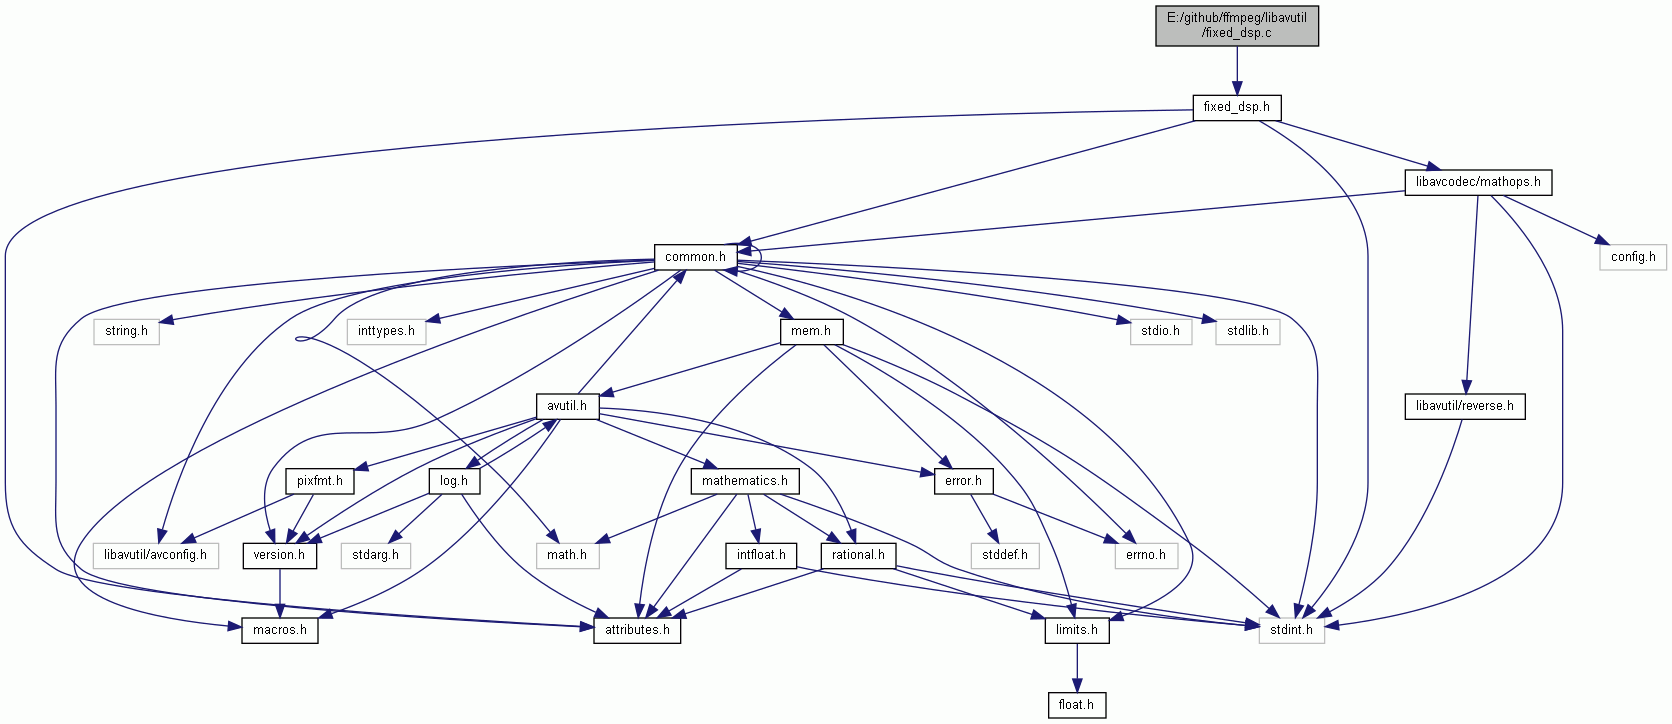 E:/github/ffmpeg/libavutil
/fixed_dsp.c
fixed_dsp.h
libavcodec/mathops.h
common.h
config.h
string.h
inttypes.h
mem.h
stdio.h
stdlib.h
avutil.h
libavutil/reverse.h
pixfmt.h
log.h
mathematics.h
error.h
libavutil/avconfig.h
version.h
stdarg.h
math.h
intfloat.h
rational.h
stddef.h
errno.h
macros.h
attributes.h
limits.h
stdint.h
float.h